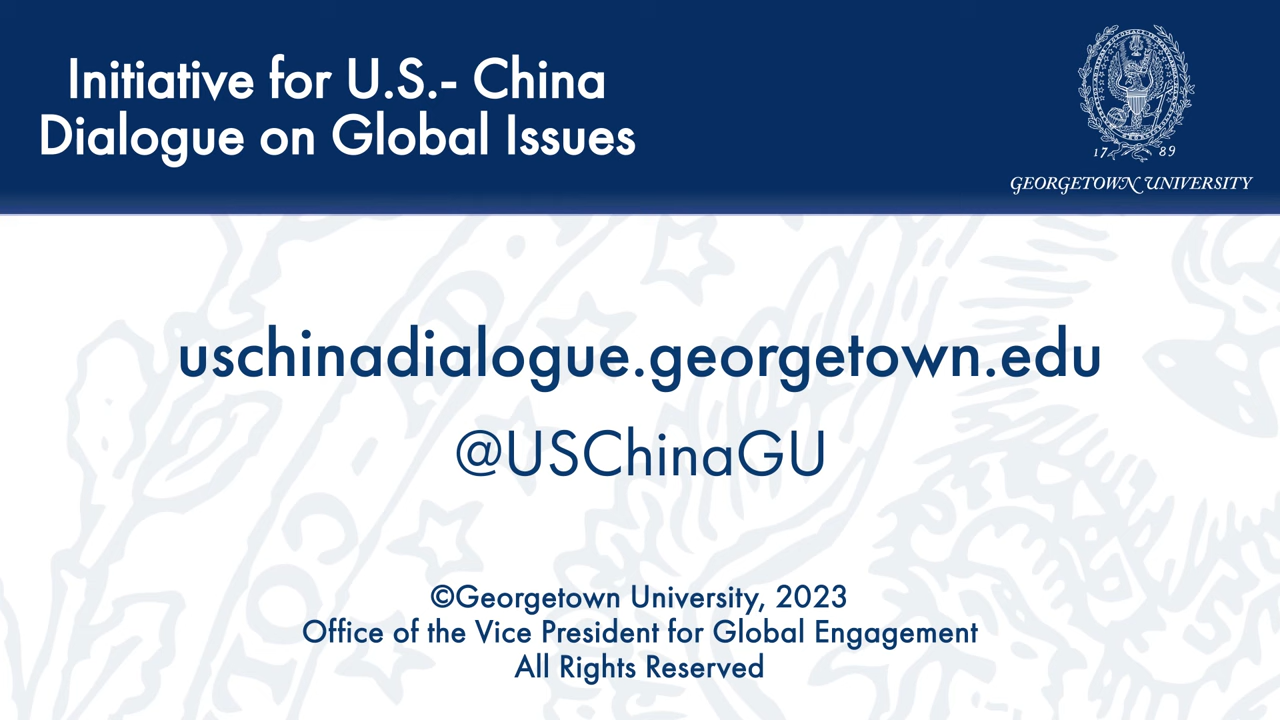 Initiative for U.S.- China
Dialogue on Global Issues
17 89
GEORGETOWN UNIVERSITY
uschinadialogue.georgetown.edu
@USChinaGU
©Georgetown University, 2023
Office of the Vice President for Global Engagement
All Rights Reserved